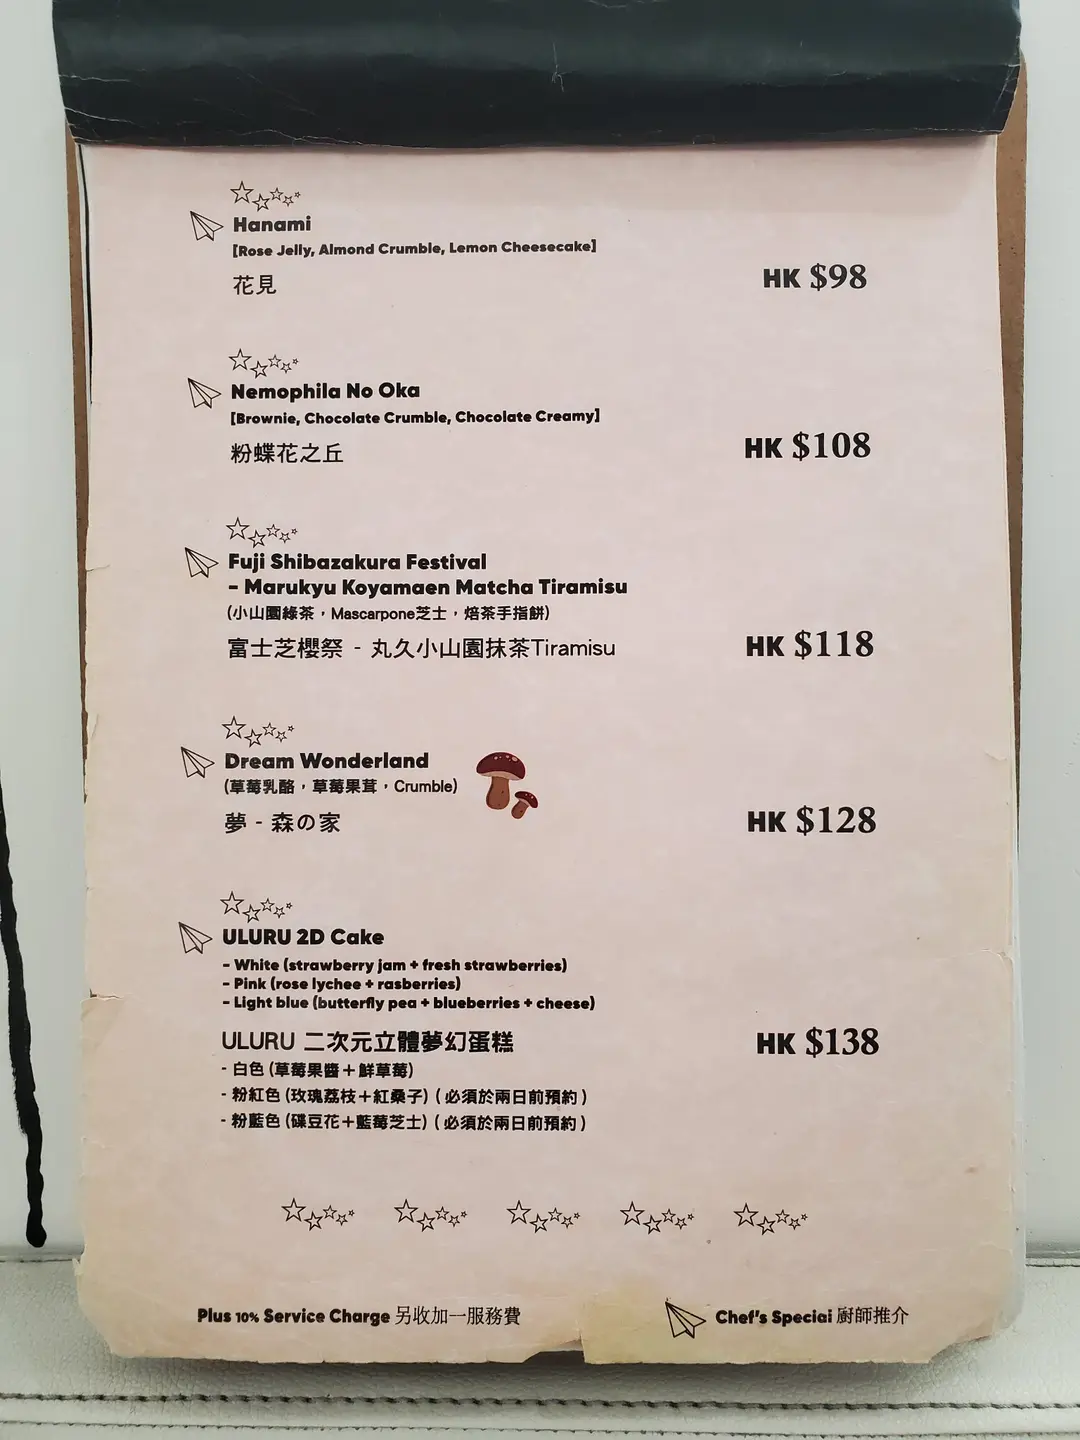 Hanami
[Rose Jelly, Almond Crumble, Lemon Cheesecake]
花見
HK $98
Nemophila No Oka
[Brownie, Chocolate Crumble, Chocolate Creamy]
粉蝶花之丘
HK $108
Fuji Shibazakura Festival
- Marukyu Koyamaen Matcha Tiramisu
(小山園綠茶，Mascarpone芝士，焙茶手指餅)
富士芝櫻祭 - 丸久小山園抹茶Tiramisu
HK $118
Dream Wonderland
(草莓乳酪，草莓果茸，Crumble)
夢 - 森の家
HK $128
ULURU 2D Cake
- White (strawberry jam + fresh strawberries)
- Pink (rose lychee + rasberries)
- Light blue (butterfly pea + blueberries + cheese)
ULURU 二次元立體夢幻蛋糕
HK $138
- 白色 (草莓果醬＋鮮草莓)
- 粉紅色 (玫瑰荔枝＋紅桑子) ( 必須於兩日前預約 )
- 粉藍色 (碟豆花＋藍莓芝士) ( 必須於兩日前預約 )
Plus 10% Service Charge 另收加一服務費
Chef's Speciai 廚師推介